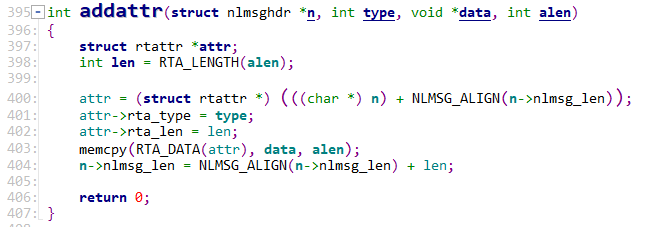 395 int addattr(struct nlmsghdr *n, int type, void *data, int alen)
396: {
397:     struct rtattr *attr;
398:     int len = RTA_LENGTH(alen);
399:
400:     attr = (struct rtattr *) (((char *) n) + NLMSG_ALIGN(n->nlmsg_len));
401:     attr->rta_type = type;
402:     attr->rta_len = len;
403:     memcpy(RTA_DATA(attr), data, alen);
404:     n->nlmsg_len = NLMSG_ALIGN(n->nlmsg_len) + len;
405:
406:     return 0;
407: }